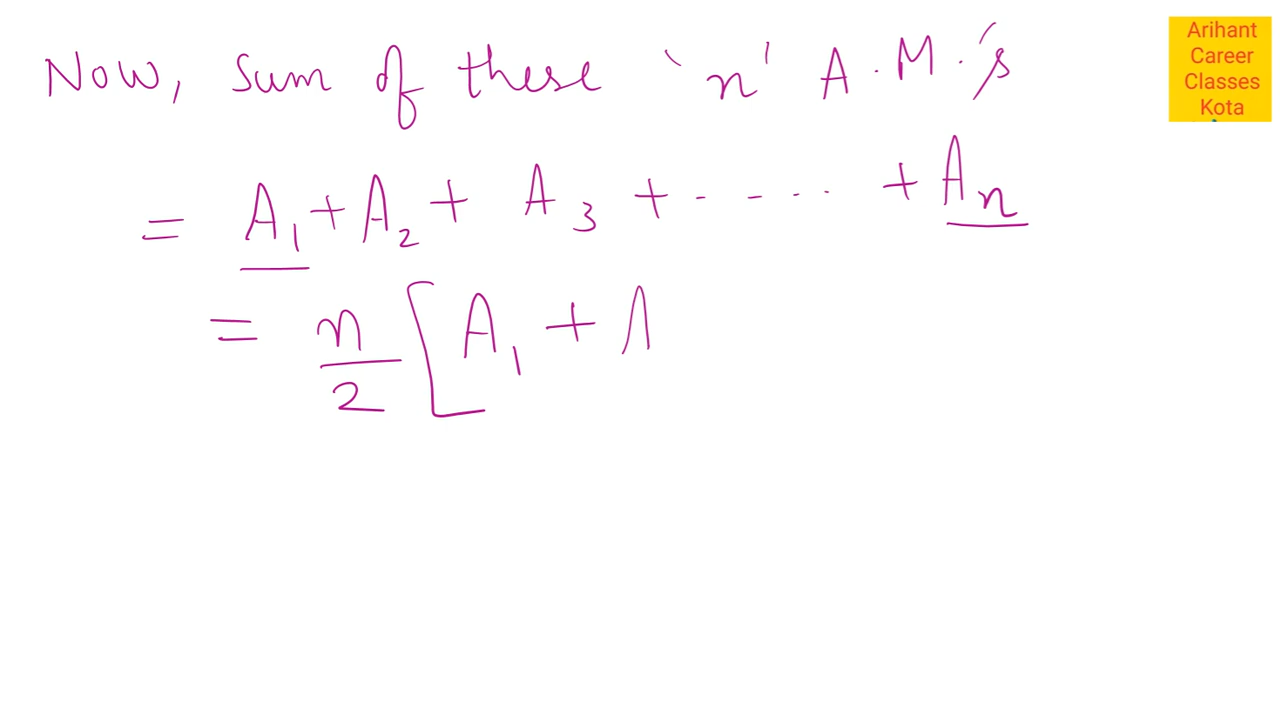 Now, sum of these 'n' A.M.'s
= A₁ + A₂ + A₃ + ----- + Aₙ
= n/2 [A₁ + A
Arihant
Career
Classes
Kota